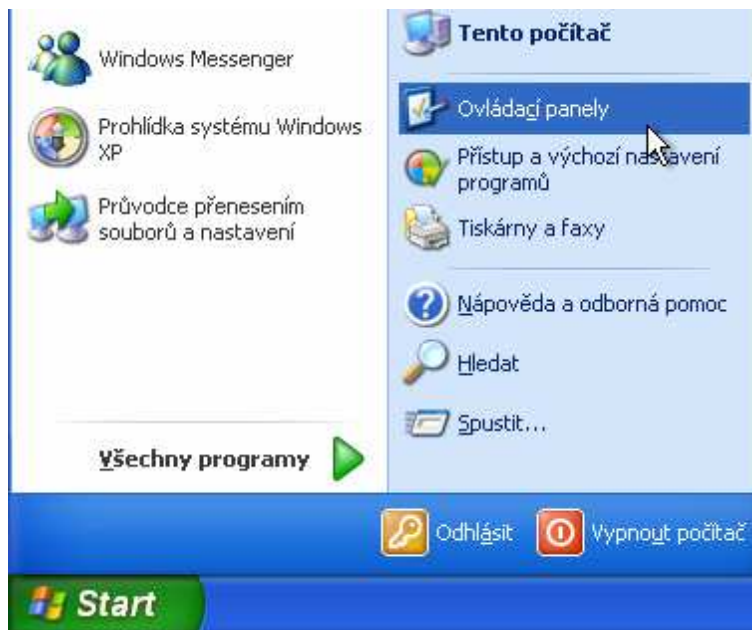 Windows Messenger
Prohlídka systému Windows
XP
Průvodce přenesením
souborů a nastavení
Všechny programy
Tento počítač
Ovládací panely
Přístup a výchozí nastavení
programů
Tiskárny a faxy
Nápověda a odborná pomoc
Hledat
Spustit...
Odhlásit
Vypnout počítač
Start